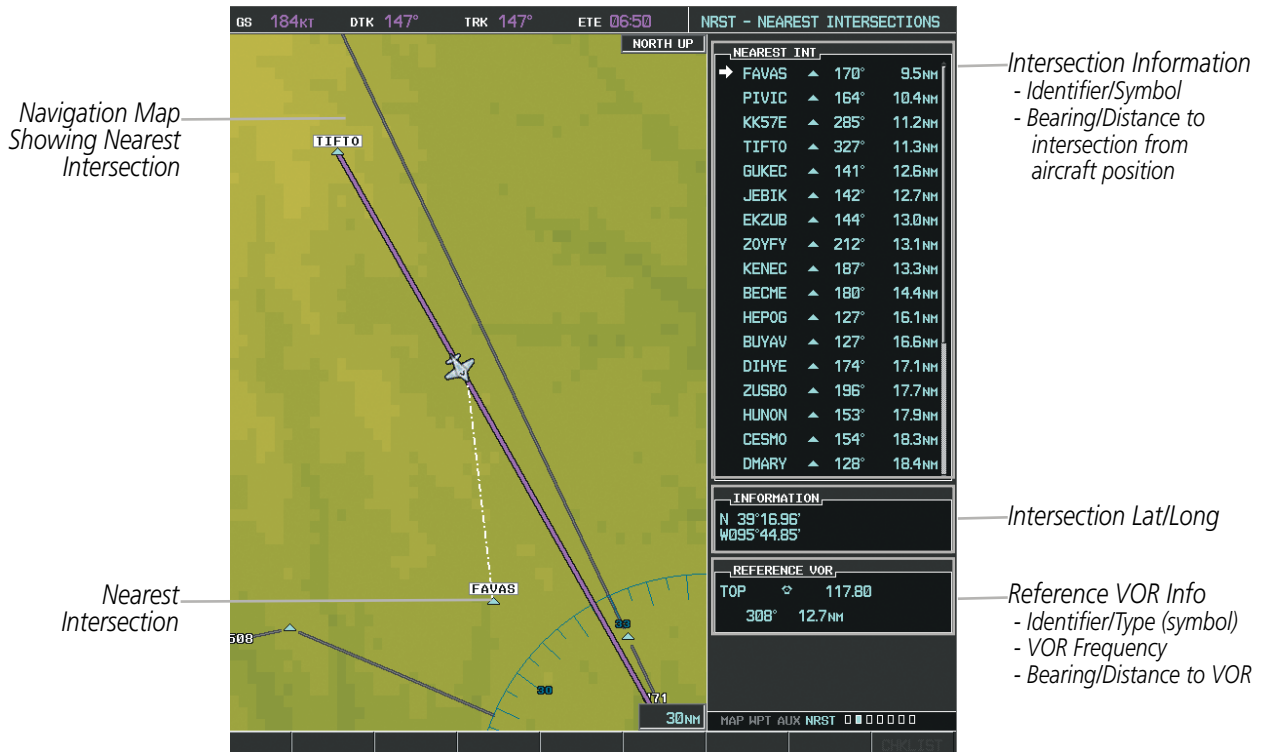 GS 184KT DTK 147° TRK 147° ETE 06:50 NRST - NEAREST INTERSECTIONS
NORTH UP
Navigation Map
Showing Nearest
Intersection
TIFTO
Nearest
Intersection
FAVAS
508
33
30
171
30NM
NEAREST INT
FAVAS 170° 9.5NM
PIVIC 164° 10.4NM
KK57E 285° 11.2NM
TIFTO 327° 11.3NM
GUKEC 141° 12.6NM
JEBIK 142° 12.7NM
EKZUB 144° 13.0NM
ZOYFY 212° 13.1NM
KENEC 187° 13.3NM
BECME 180° 14.4NM
HEPOG 127° 16.1NM
BUYAV 127° 16.6NM
DIHYE 174° 17.1NM
ZUSBO 196° 17.7NM
HUNON 153° 17.9NM
CESMO 154° 18.3NM
DMARY 128° 18.4NM
INFORMATION
N 39°16.96'
W095°44.85'
REFERENCE VOR
TOP 117.80
308° 12.7NM
MAP WPT AUX NRST
CHKLIST
Intersection Information
- Identifier/Symbol
- Bearing/Distance to
intersection from
aircraft position
Intersection Lat/Long
Reference VOR Info
- Identifier/Type (symbol)
- VOR Frequency
- Bearing/Distance to VOR